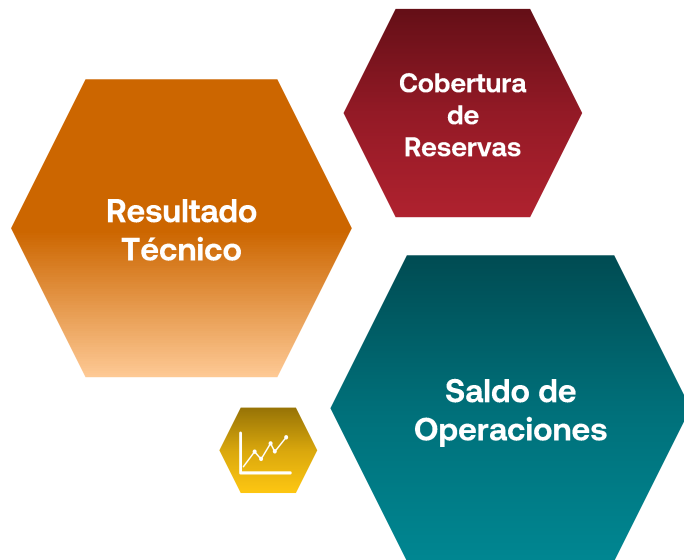 Cobertura
de
Reservas
Resultado
Técnico
Saldo de
Operaciones